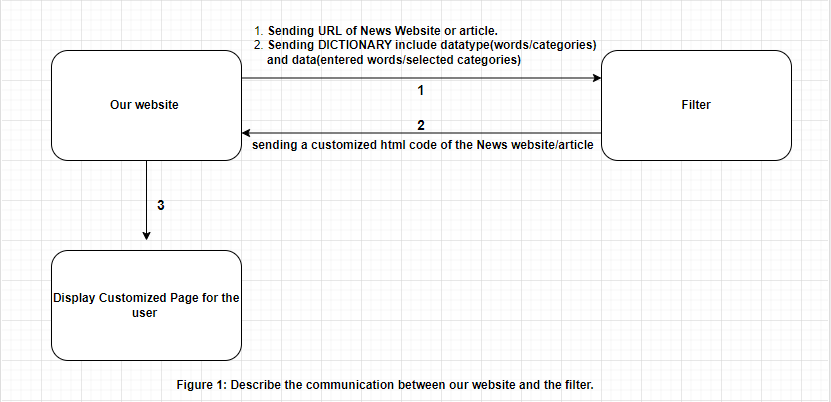 1. Sending URL of News Website or article.
2. Sending DICTIONARY include datatype(words/categories)
and data(entered words/selected categories)
Our website
1
Filter
2
sending a customized html code of the News website/article
3
Display Customized Page for the
user
Figure 1: Describe the communication between our website and the filter.